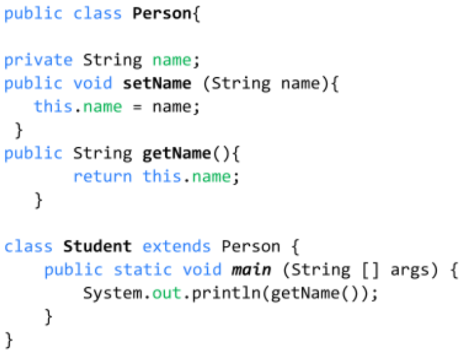 public class Person{
private String name;
public void setName (String name){
this.name = name;
}
public String getName(){
return this.name;
}
class Student extends Person {
public static void main (String [] args) {
System.out.println(getName());
}
}